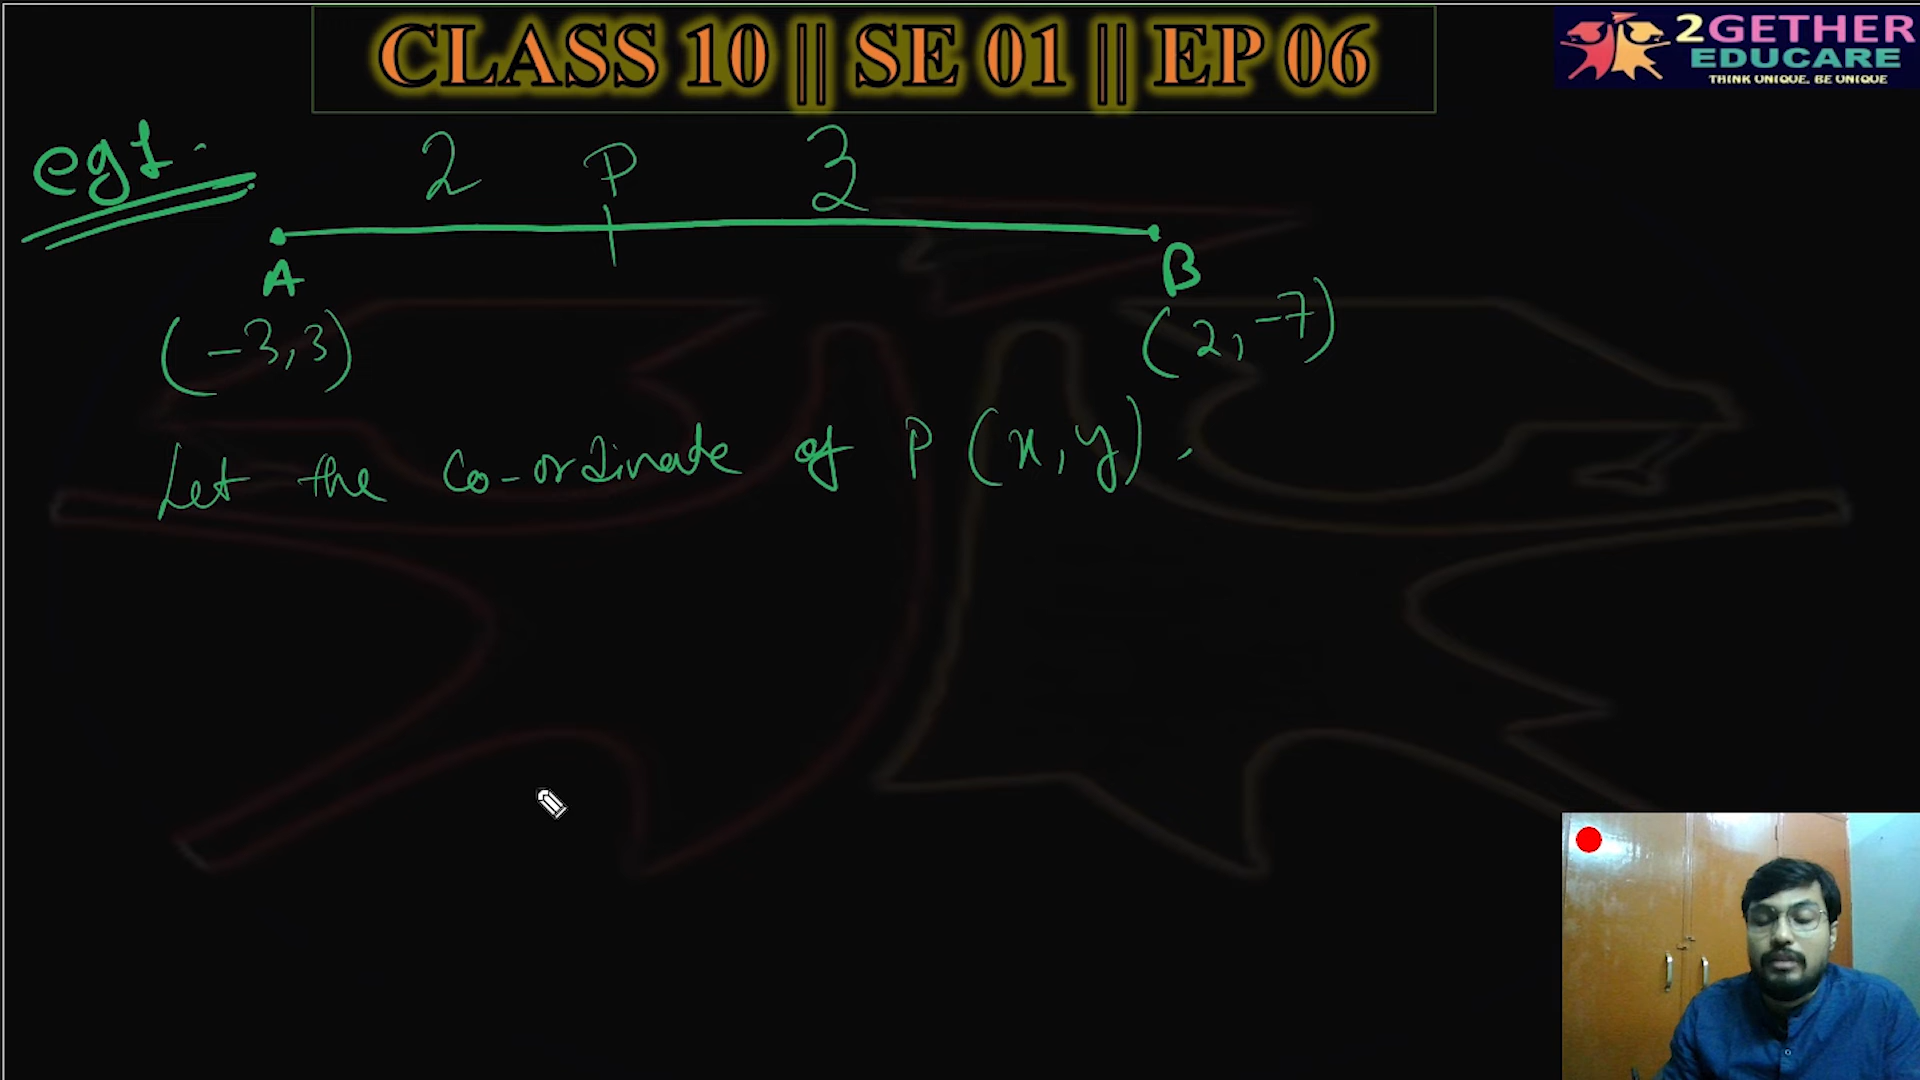 CLASS 10 || SE 01 || EP 06
2GETHER
EDUCARE
THINK UNIQUE. BE UNIQUE
eg1.
2 P 3
A B
(-3,3) (2,-7)
Let the Co-ordinate of P (x,y).